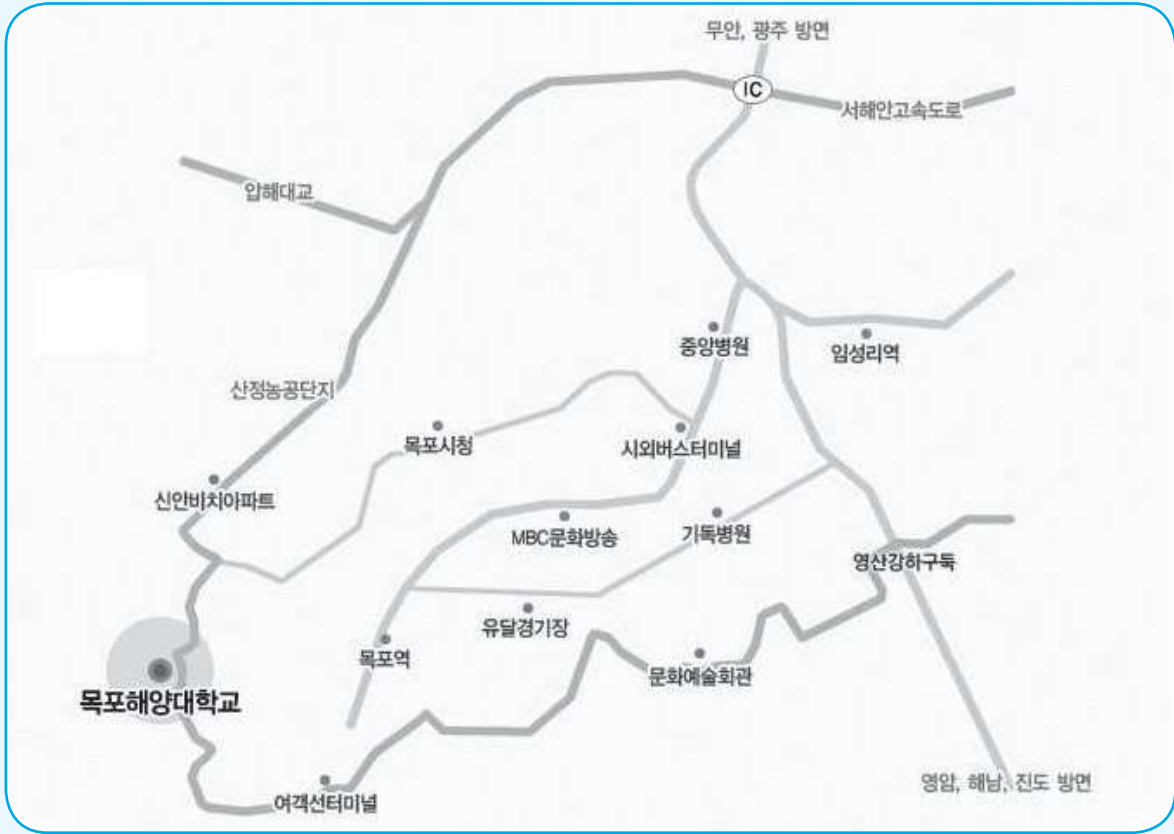 무안, 광주 방면
IC
서해안고속도로
압해대교
중앙병원
임성리역
산정농공단지
목포시청
시외버스터미널
신안비치아파트
MBC문화방송
기독병원
영산강하구둑
유달경기장
목포역
문화예술회관
목포해양대학교
영암, 해남, 진도 방면
여객선터미널